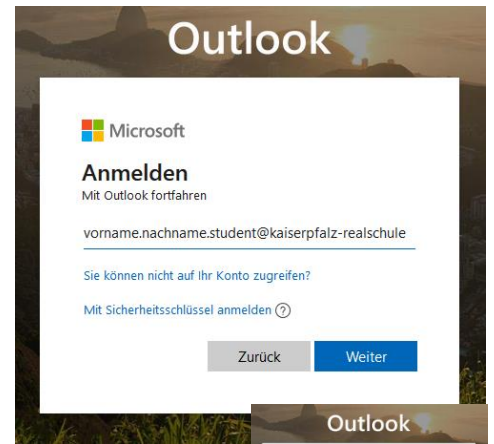 Outlook
Microsoft
Anmelden
Mit Outlook fortfahren
vorname.nachname.student@kaiserpfalz-realschule
Sie können nicht auf Ihr Konto zugreifen?
Mit Sicherheitsschlüssel anmelden ?
Zurück Weiter
Outlook